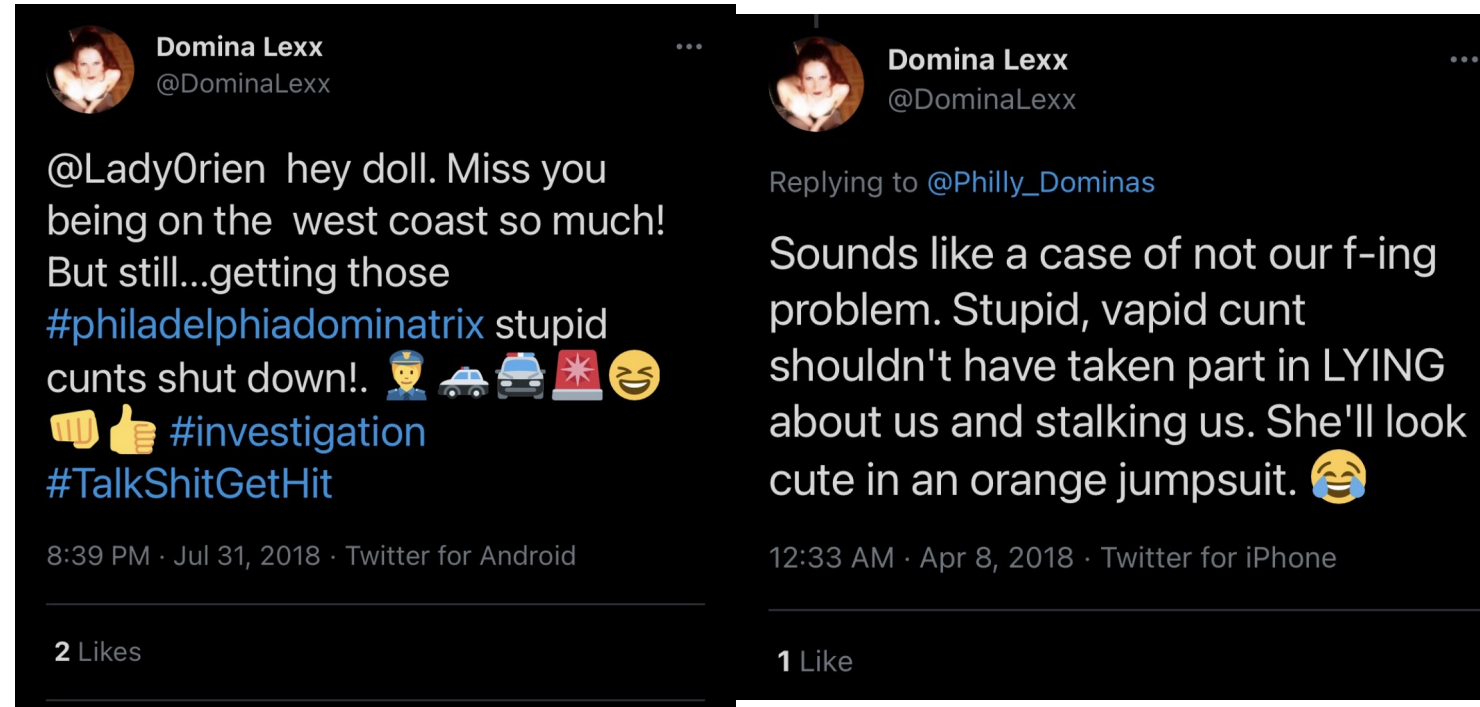 Domina Lexx
@DominaLexx
@Lady0rien hey doll. Miss you
being on the west coast so much!
But still...getting those
#philadelphiadominatrix stupid
cunts shut down!. 👮🚓🚔🚨😆
👊👍 #investigation
#TalkShitGetHit
8:39 PM · Jul 31, 2018 · Twitter for Android
2 Likes
Domina Lexx
@DominaLexx
Replying to @Philly_Dominas
Sounds like a case of not our f-ing
problem. Stupid, vapid cunt
shouldn't have taken part in LYING
about us and stalking us. She'll look
cute in an orange jumpsuit. 😂
12:33 AM · Apr 8, 2018 · Twitter for iPhone
1 Like